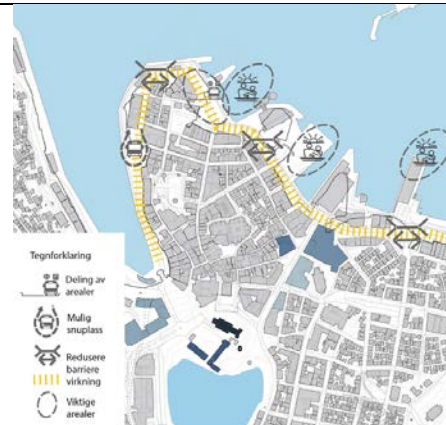 Tegnforklaring
Deling av
arealer
Mulig
snuplass
Redusere
barriere
virkning
Viktige
arealer